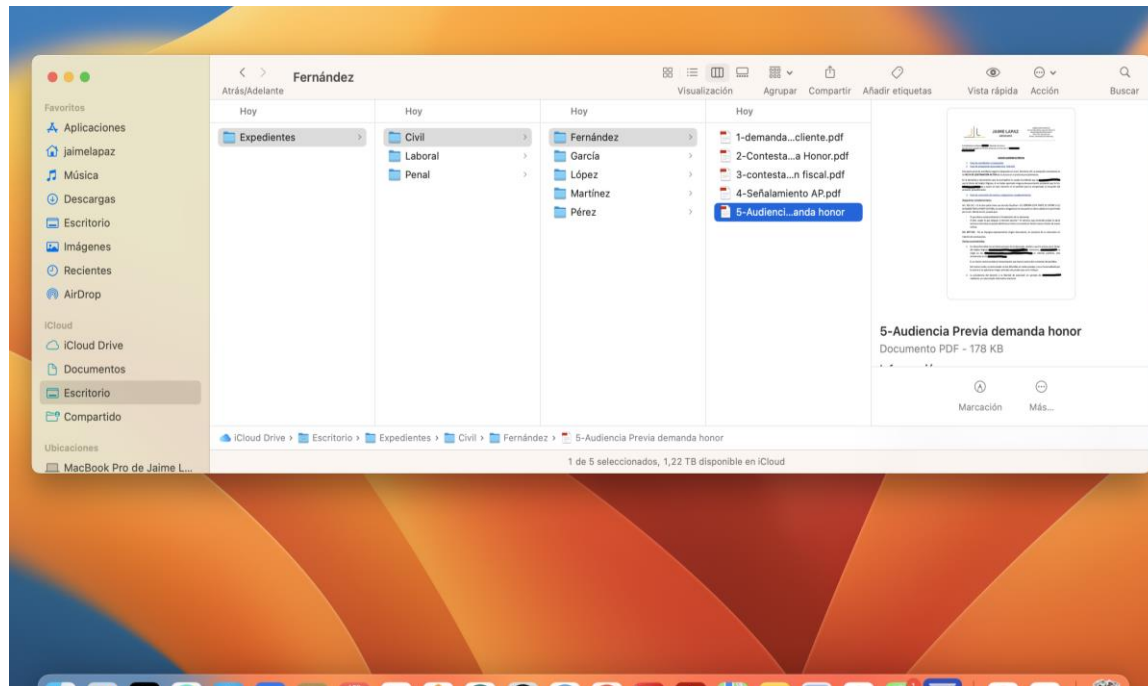 Fernández
Atrás/Adelante
Visualización
Agrupar
Compartir
Añadir etiquetas
Vista rápida
Acción
Buscar
Favoritos
Aplicaciones
jaimelapaz
Música
Descargas
Escritorio
Imágenes
Recientes
AirDrop
iCloud
iCloud Drive
Documentos
Escritorio
Compartido
Ubicaciones
MacBook Pro de Jaime L...
Hoy
Expedientes
Hoy
Civil
Laboral
Penal
Hoy
Fernández
García
López
Martínez
Pérez
Hoy
1-demanda...cliente.pdf
2-Contesta...a Honor.pdf
3-contesta...n fiscal.pdf
4-Señalamiento AP.pdf
5-Audienci...anda honor
JAIME LAPAZ
5-Audiencia Previa demanda honor
Documento PDF - 178 KB
Marcación
Más...
iCloud Drive › Escritorio › Expedientes › Civil › Fernández › 5-Audiencia Previa demanda honor
1 de 5 seleccionados, 1,22 TB disponible en iCloud